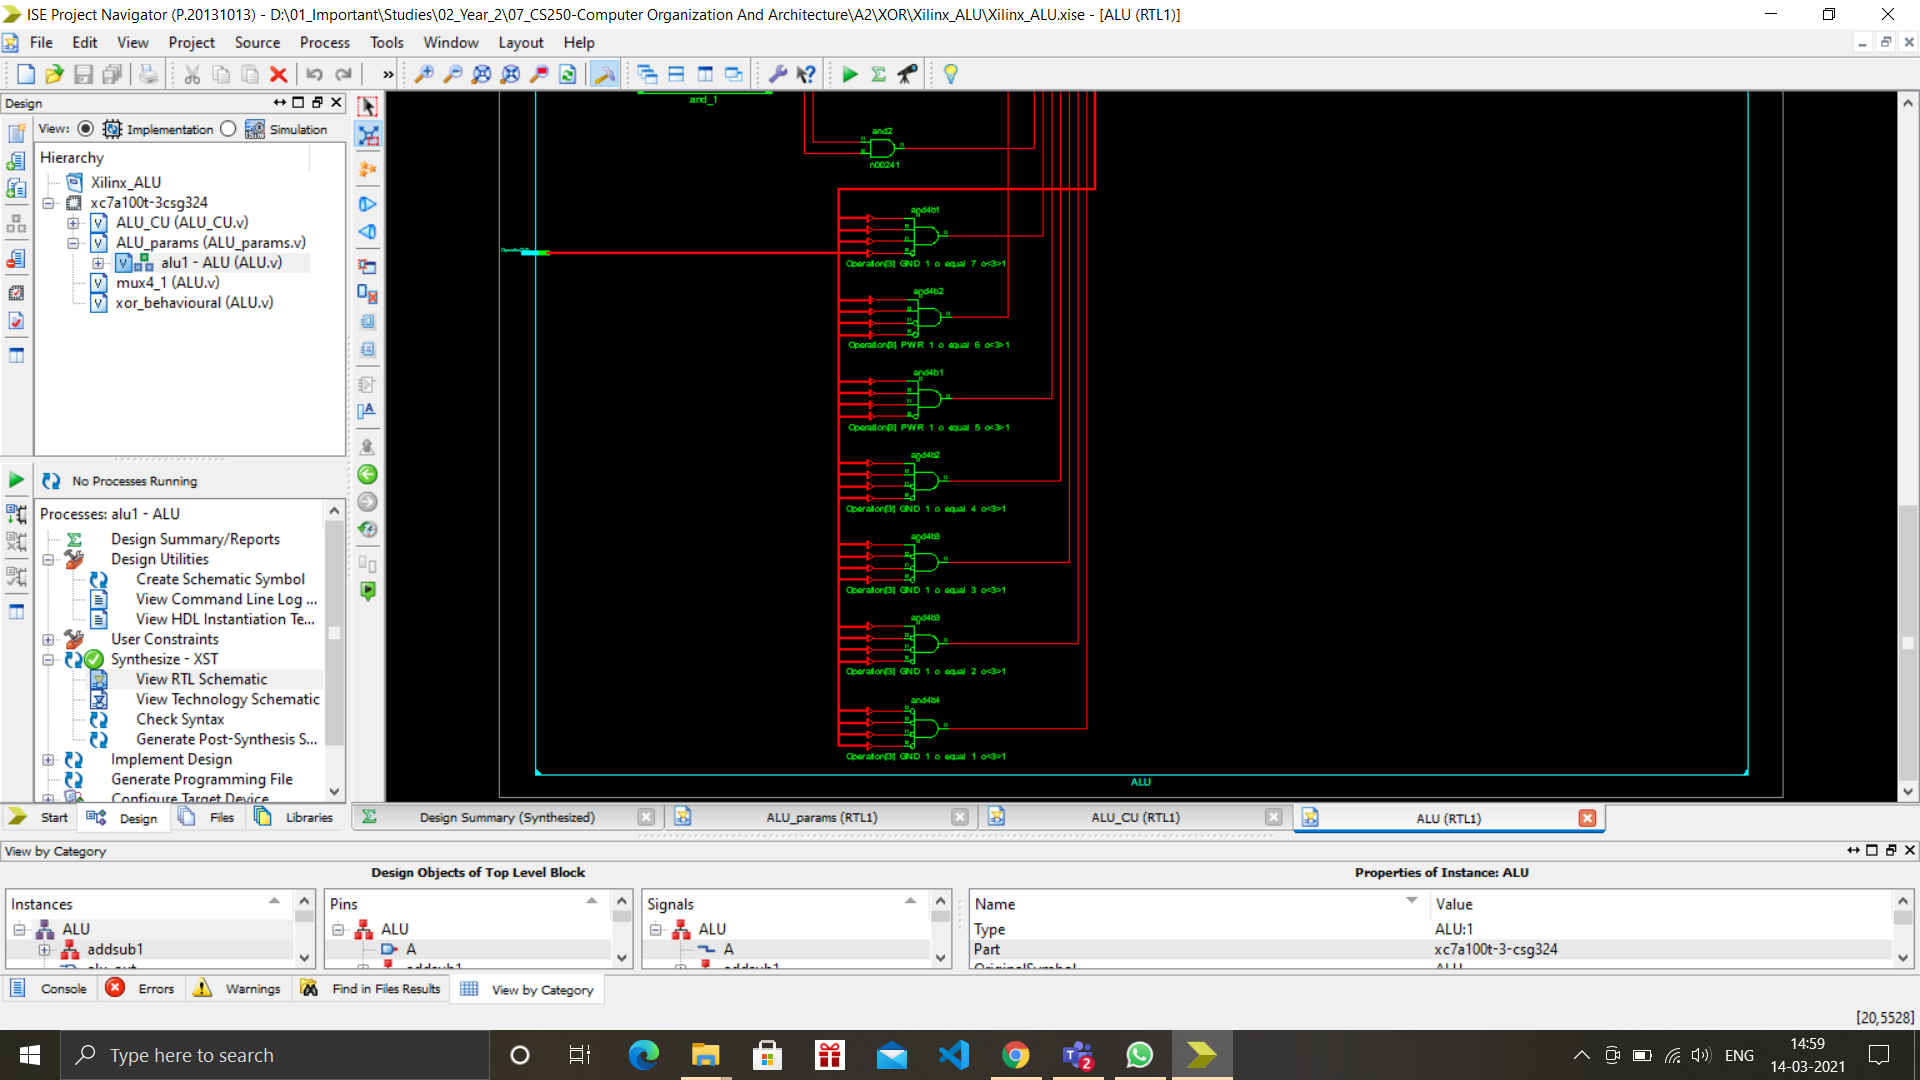 ISE Project Navigator (P.20131013) - D:\01_Important\Studies\02_Year_2\07_CS250-Computer Organization And Architecture\A2\XOR\Xilinx_ALU\Xilinx_ALU.xise - [ALU (RTL1)]
File Edit View Project Source Process Tools Window Layout Help
Design
View: Implementation Simulation
Hierarchy
Xilinx_ALU
xc7a100t-3csg324
ALU_CU (ALU_CU.v)
ALU_params (ALU_params.v)
alu1 - ALU (ALU.v)
mux4_1 (ALU.v)
xor_behavioural (ALU.v)
No Processes Running
Processes: alu1 - ALU
Design Summary/Reports
Design Utilities
Create Schematic Symbol
View Command Line Log ...
View HDL Instantiation Te...
User Constraints
Synthesize - XST
View RTL Schematic
View Technology Schematic
Check Syntax
Generate Post-Synthesis S...
Implement Design
Generate Programming File
Configure Target Device
Start Design Files Libraries
and_1
and2
n00241
and4b1
Operation[3] GND 1 o equal 7 o<3>1
and4b2
Operation[3] PWR 1 o equal 6 o<3>1
and4b1
Operation[3] PWR 1 o equal 5 o<3>1
and4b2
Operation[3] GND 1 o equal 4 o<3>1
and4b3
Operation[3] GND 1 o equal 3 o<3>1
and4b3
Operation[3] GND 1 o equal 2 o<3>1
and4b4
Operation[3] GND 1 o equal 1 o<3>1
ALU
Design Summary (Synthesized) ALU_params (RTL1) ALU_CU (RTL1) ALU (RTL1)
View by Category
Design Objects of Top Level Block Properties of Instance: ALU
Instances Pins Signals Name Value
ALU ALU ALU Type ALU:1
addsub1 A A Part xc7a100t-3-csg324
Console Errors Warnings Find in Files Results View by Category
[20,5528]
Type here to search
2
ENG
14:59
14-03-2021